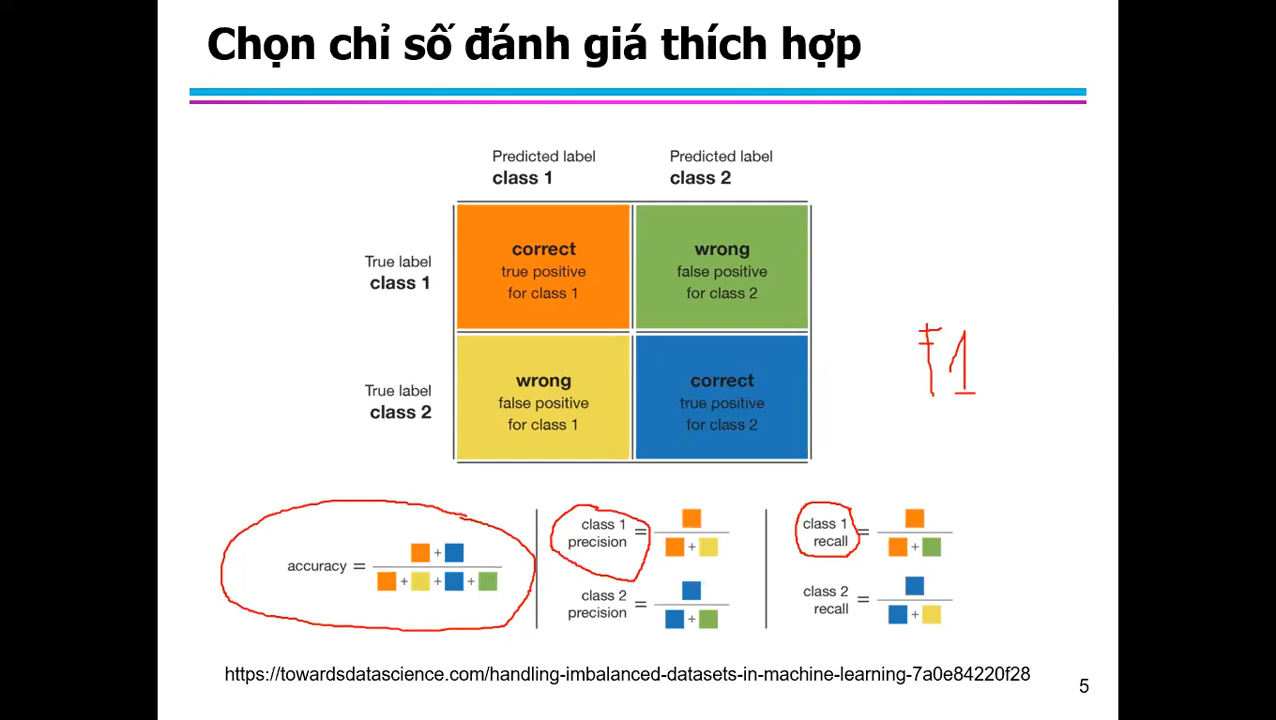 Chọn chỉ số đánh giá thích hợp
Predicted label
class 1
Predicted label
class 2
True label
class 1
correct
true positive
for class 1
wrong
false positive
for class 2
True label
class 2
wrong
false positive
for class 1
correct
true positive
for class 2
F1
accuracy =
+
+ + +
class 1
precision =
+
class 2
precision =
+
class 1
recall =
+
class 2
recall =
+
https://towardsdatascience.com/handling-imbalanced-datasets-in-machine-learning-7a0e84220f28
5